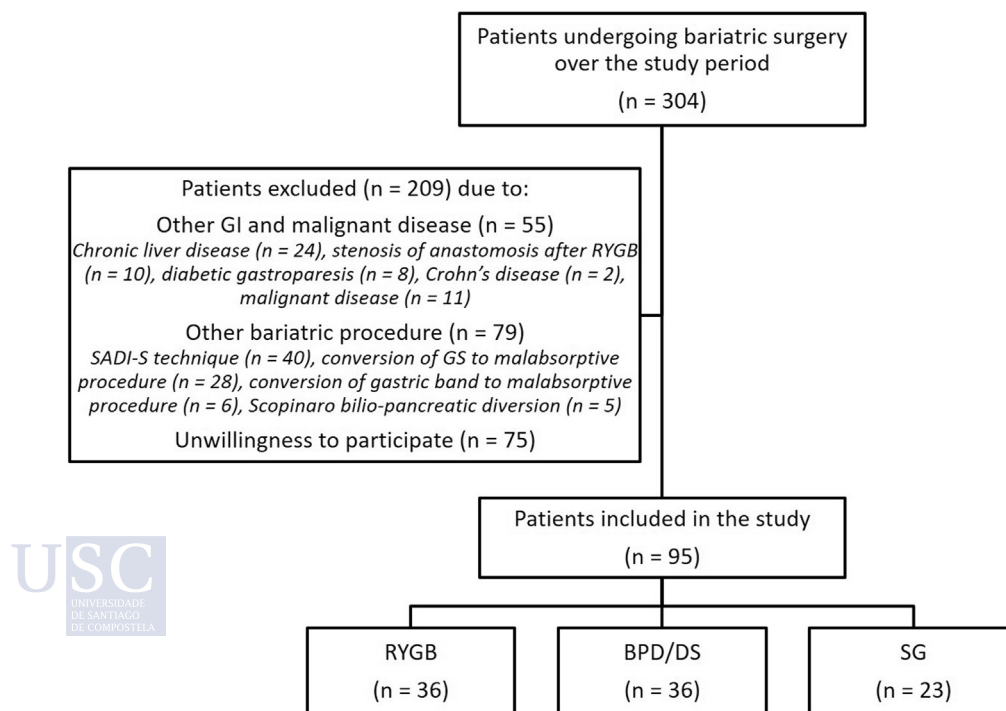 Patients undergoing bariatric surgery
over the study period
(n = 304)
Patients excluded (n = 209) due to:
Other GI and malignant disease (n = 55)
Chronic liver disease (n = 24), stenosis of anastomosis after RYGB
(n = 10), diabetic gastroparesis (n = 8), Crohn’s disease (n = 2),
malignant disease (n = 11)
Other bariatric procedure (n = 79)
SADI-S technique (n = 40), conversion of GS to malabsorptive
procedure (n = 28), conversion of gastric band to malabsorptive
procedure (n = 6), Scopinaro bilio-pancreatic diversion (n = 5)
Unwillingness to participate (n = 75)
Patients included in the study
(n = 95)
USC
UNIVERSIDADE
DE SANTIAGO
DE COMPOSTELA
RYGB
(n = 36)
BPD/DS
(n = 36)
SG
(n = 23)